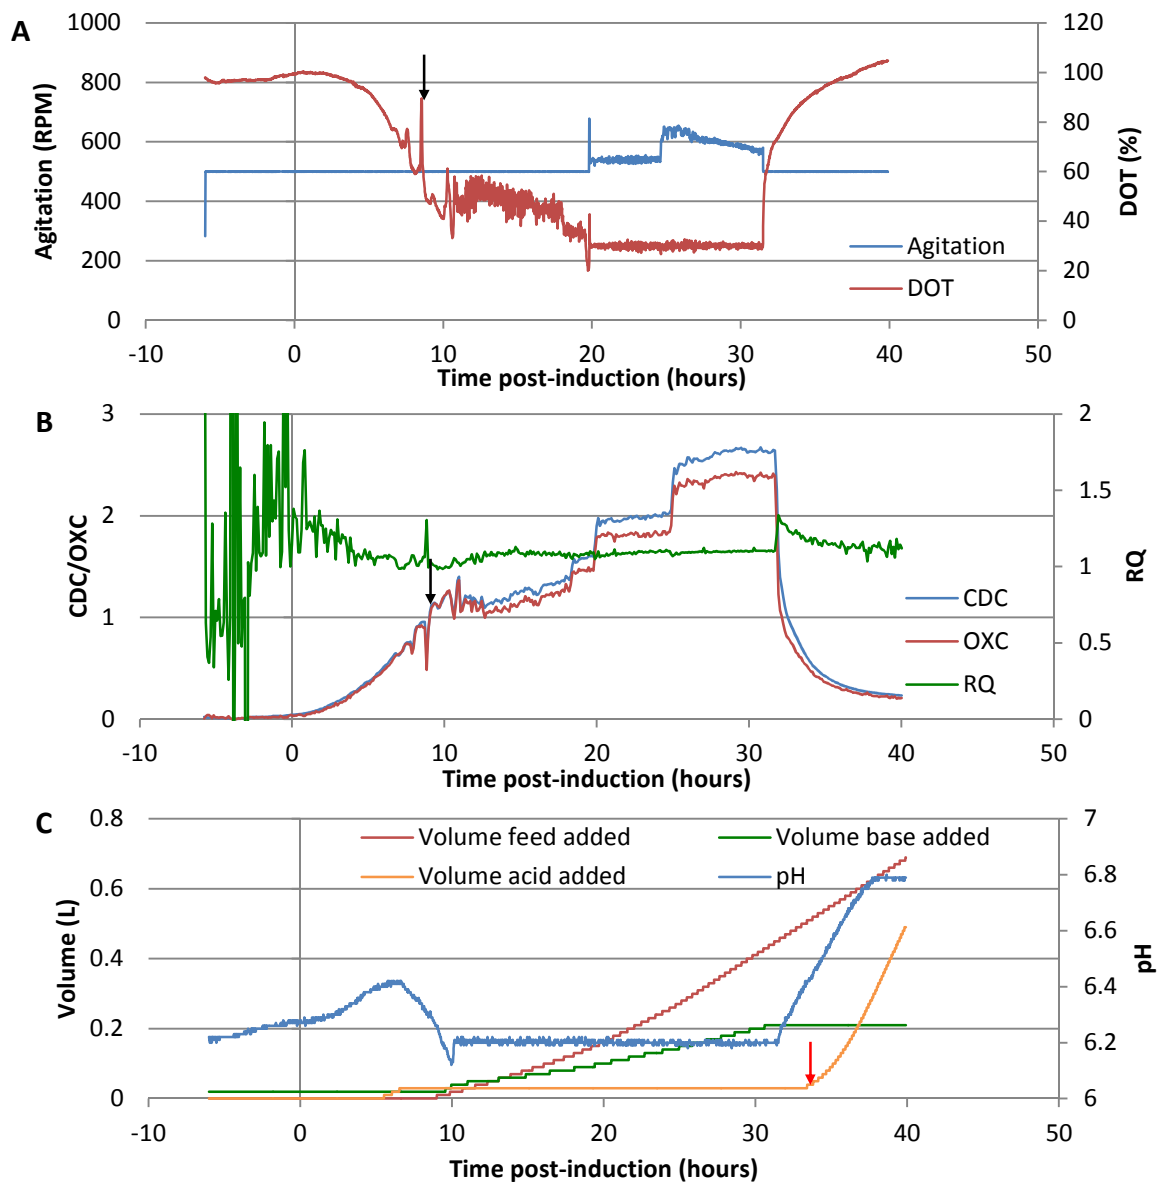 A
1000
800
600
400
200
0
Agitation (RPM)
120
100
80
60
40
20
0
DOT (%)
Agitation
DOT
-10 0 10 20 30 40 50
Time post-induction (hours)
B
3
2
1
0
CDC/OXC
2
1.5
1
0.5
0
RQ
CDC
OXC
RQ
-10 0 10 20 30 40 50
Time post-induction (hours)
C
0.8
0.6
0.4
0.2
0
Volume (L)
7
6.8
6.6
6.4
6.2
6
pH
Volume feed added Volume base added
Volume acid added pH
-10 0 10 20 30 40 50
Time post-induction (hours)